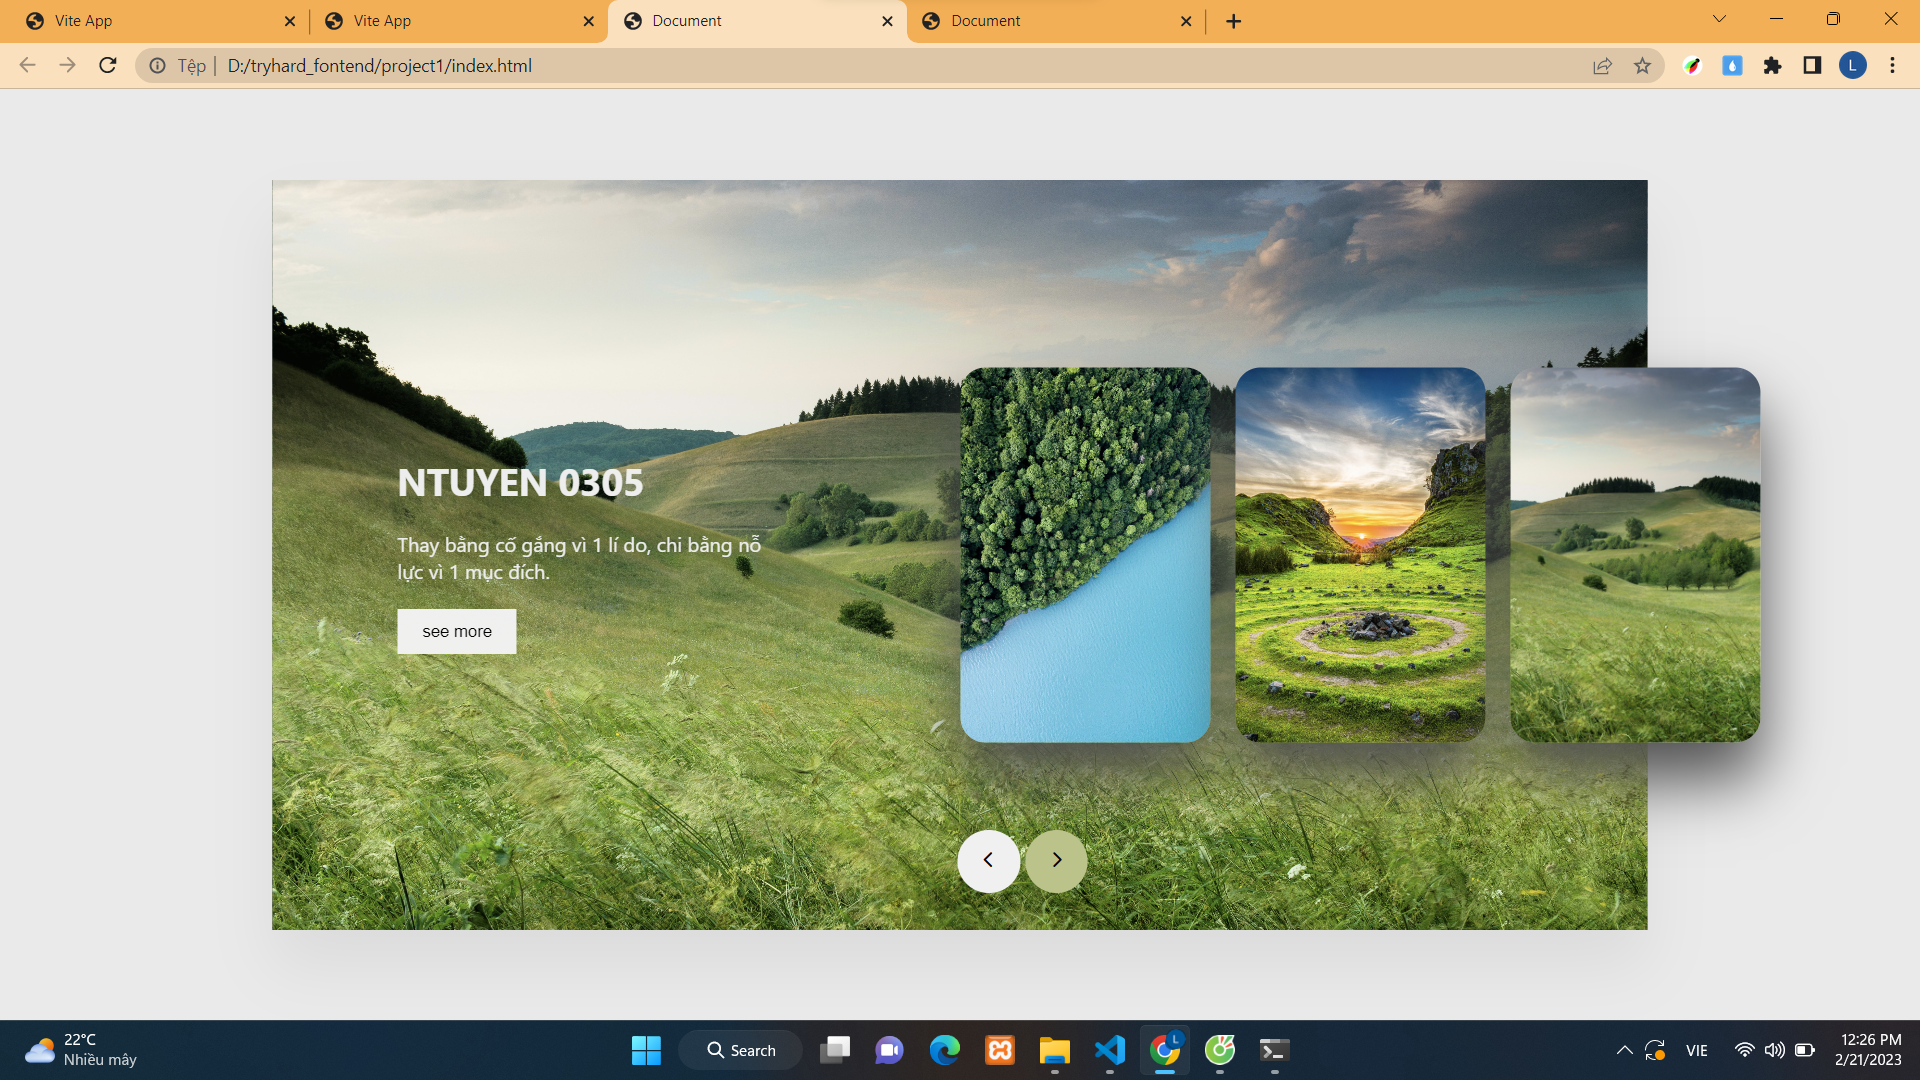 Vite App
Vite App
Document
Document
Tệp | D:/tryhard_fontend/project1/index.html
L
NTUYEN 0305
Thay bằng cố gắng vì 1 lí do, chi bằng nỗ
lực vì 1 mục đích.
see more
22°C
Nhiều mây
Search
L
VIE
12:26 PM
2/21/2023